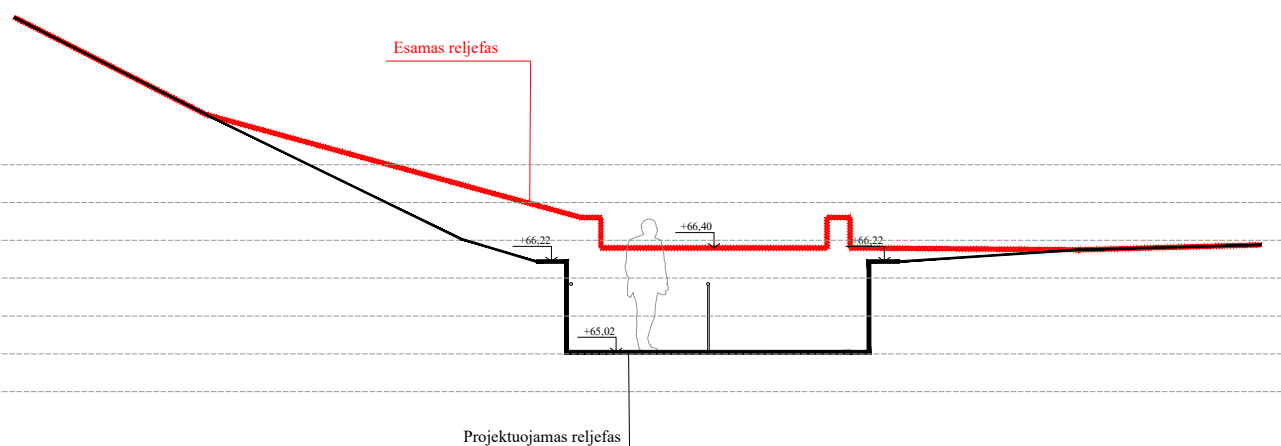 Esamas reljefas
+66,40
+66,22
+66,22
+65,02
Projektuojamas reljefas